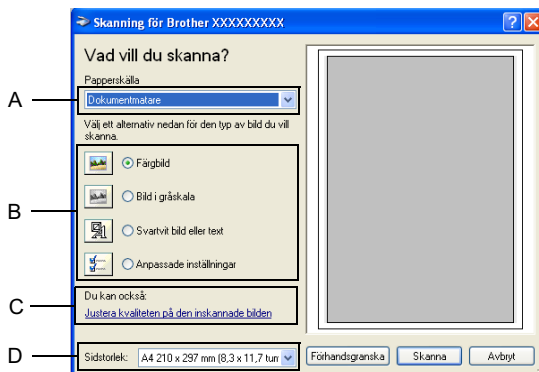 Skanning för Brother XXXXXXXXX
Vad vill du skanna?
Papperskälla
A
Dokumentmatare
Välj ett alternativ nedan för den typ av bild du vill
skanna.
Färgbild
B
Bild i gråskala
Svartvit bild eller text
Anpassade inställningar
C
Du kan också:
Justera kvaliteten på den inskannade bilden
D
Sidstorlek: A4 210 x 297 mm (8,3 x 11,7 tum
Förhandsgranska Skanna Avbryt